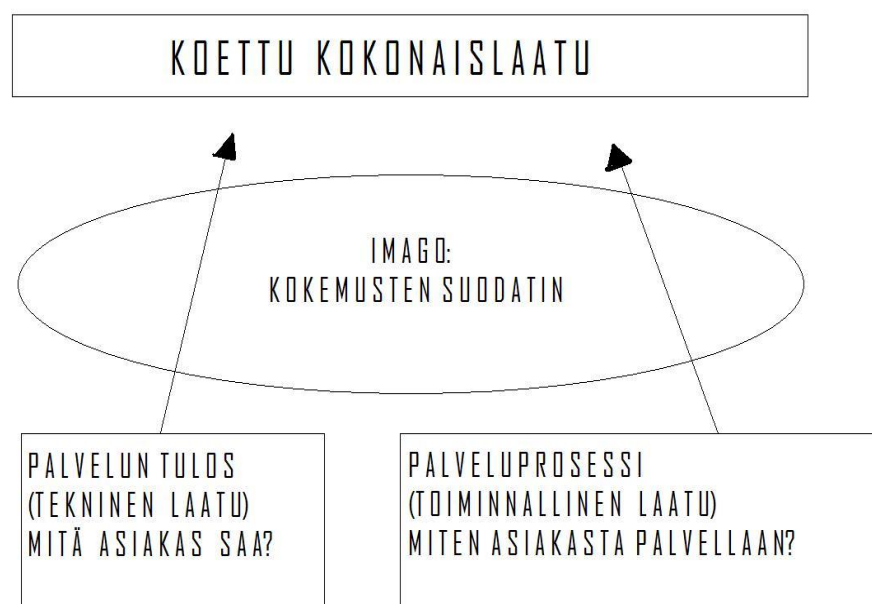 KOETTU KOKONAISLAATU
IMAGO:
KOKEMUSTEN SUODATIN
PALVELUN TULOS
(TEKNINEN LAATU)
MITÄ ASIAKAS SAA?
PALVELUPROSESSI
(TOIMINNALLINEN LAATU)
MITEN ASIAKASTA PALVELLAAN?